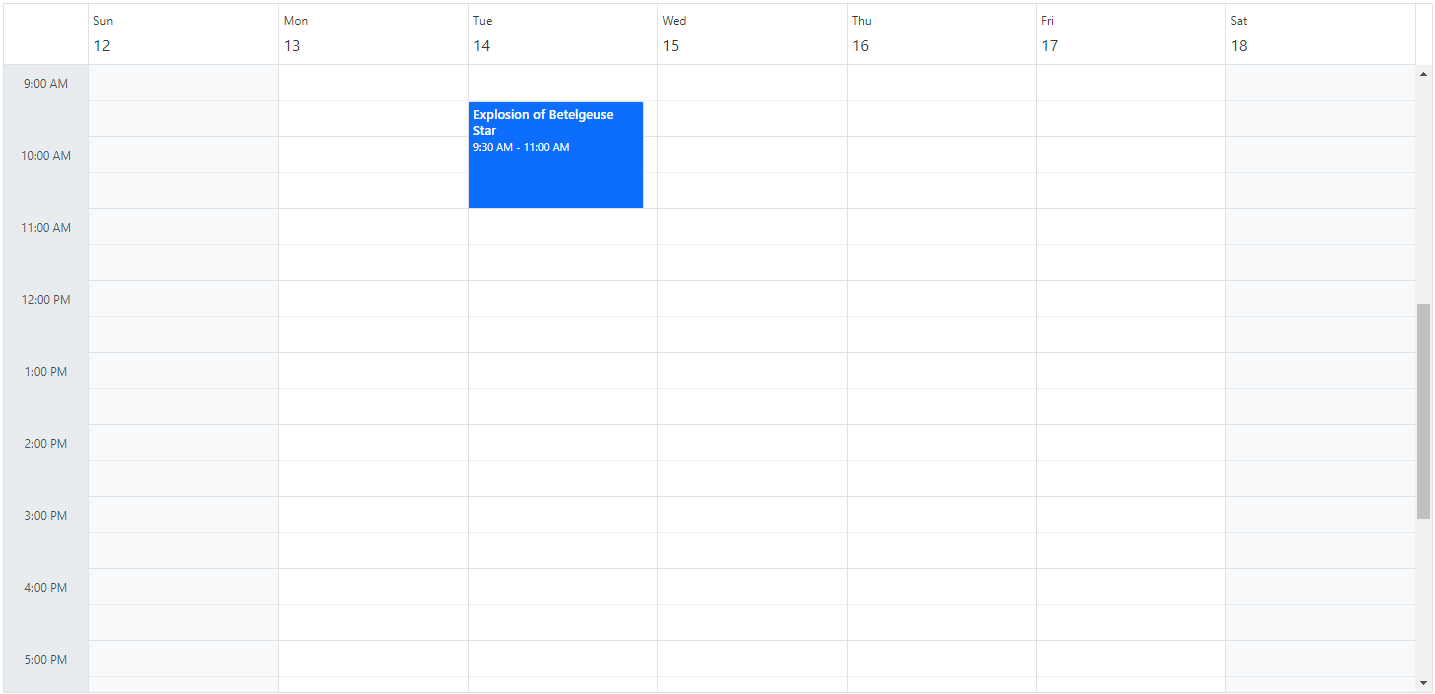 Sun Mon Tue Wed Thu Fri Sat
12 13 14 15 16 17 18
9:00 AM
Explosion of Betelgeuse
Star
9:30 AM - 11:00 AM
10:00 AM
11:00 AM
12:00 PM
1:00 PM
2:00 PM
3:00 PM
4:00 PM
5:00 PM